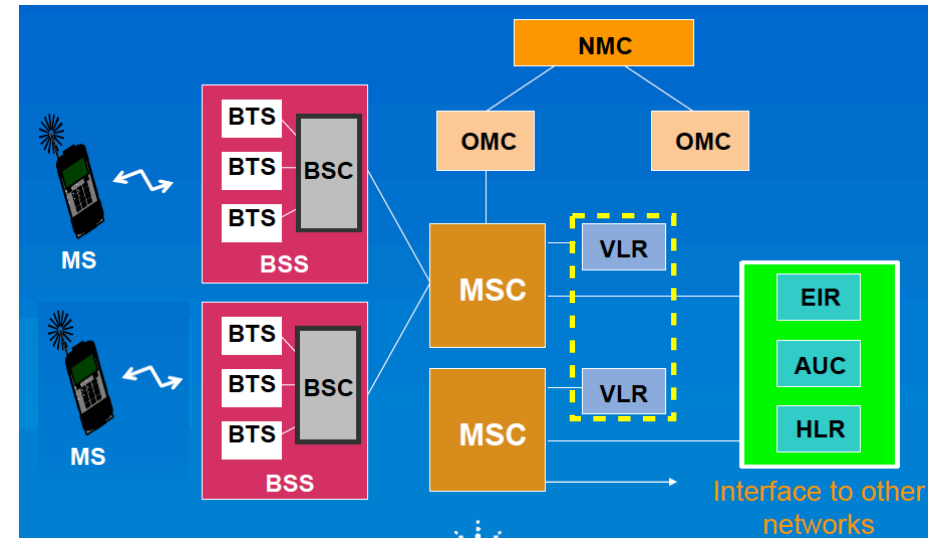 NMC
OMC
OMC
BTS
BTS
BTS
BSC
BSS
MS
MSC
VLR
EIR
AUC
HLR
BTS
BTS
BTS
BSC
BSS
MS
MSC
VLR
Interface to other
networks